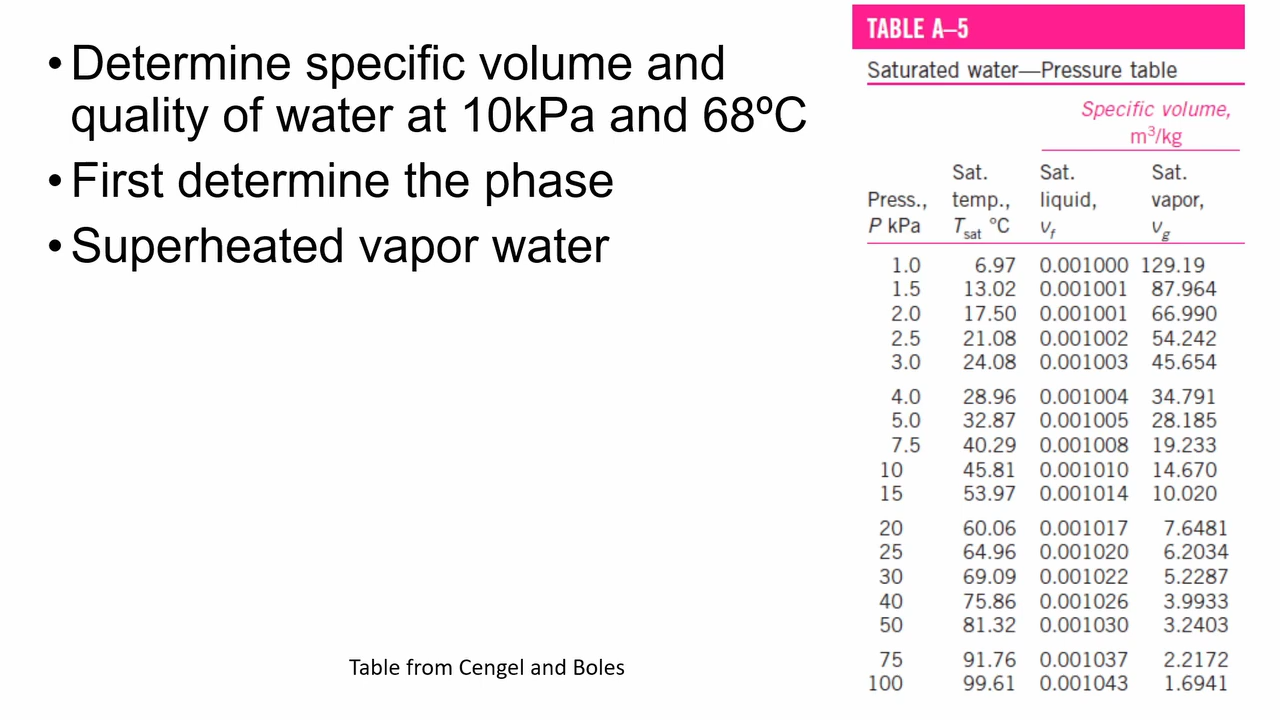 • Determine specific volume and
quality of water at 10kPa and 68ºC
• First determine the phase
• Superheated vapor water
Table from Cengel and Boles
TABLE A–5
Saturated water—Pressure table
Specific volume,
m³/kg
Sat. Sat. Sat.
Press., temp., liquid, vapor,
P kPa T_sat °C v_f v_g
1.0 6.97 0.001000 129.19
1.5 13.02 0.001001 87.964
2.0 17.50 0.001001 66.990
2.5 21.08 0.001002 54.242
3.0 24.08 0.001003 45.654
4.0 28.96 0.001004 34.791
5.0 32.87 0.001005 28.185
7.5 40.29 0.001008 19.233
10 45.81 0.001010 14.670
15 53.97 0.001014 10.020
20 60.06 0.001017 7.6481
25 64.96 0.001020 6.2034
30 69.09 0.001022 5.2287
40 75.86 0.001026 3.9933
50 81.32 0.001030 3.2403
75 91.76 0.001037 2.2172
100 99.61 0.001043 1.6941